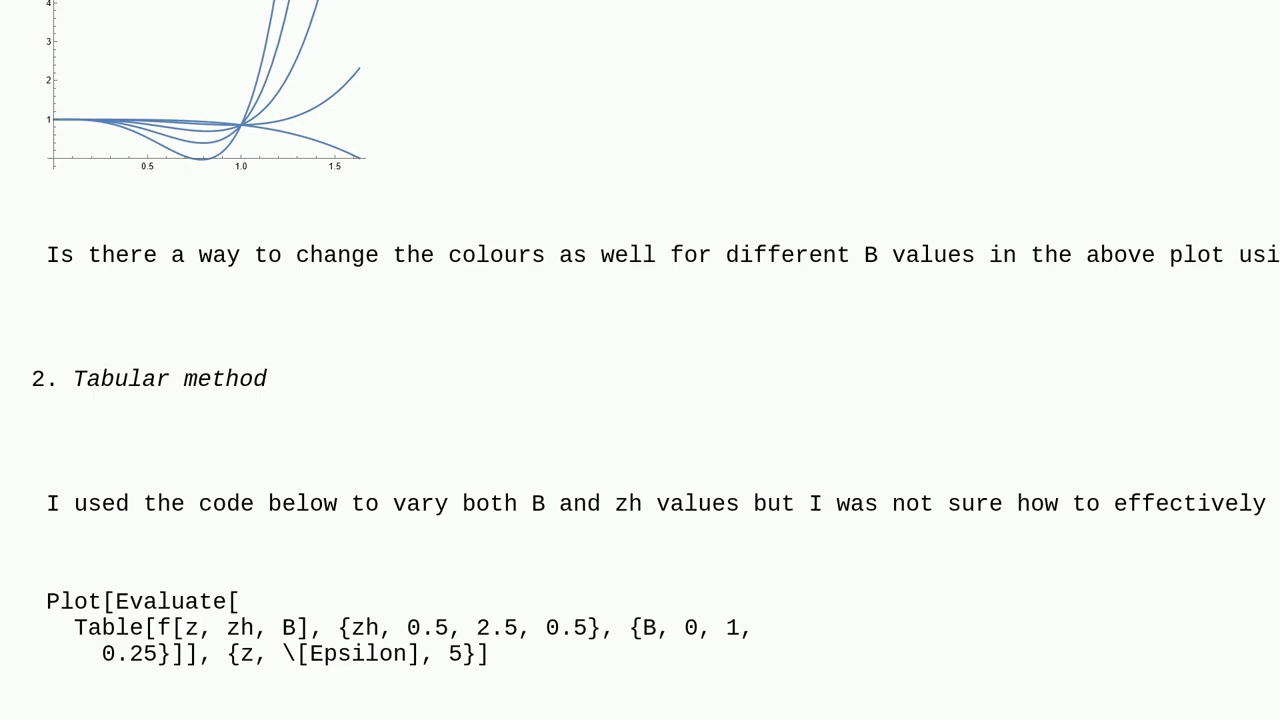 4
3
2
1
0.5 1.0 1.5
Is there a way to change the colours as well for different B values in the above plot usi
2. Tabular method
I used the code below to vary both B and zh values but I was not sure how to effectively
Plot[Evaluate[
Table[f[z, zh, B], {zh, 0.5, 2.5, 0.5}, {B, 0, 1,
0.25}]], {z, \[Epsilon], 5}]